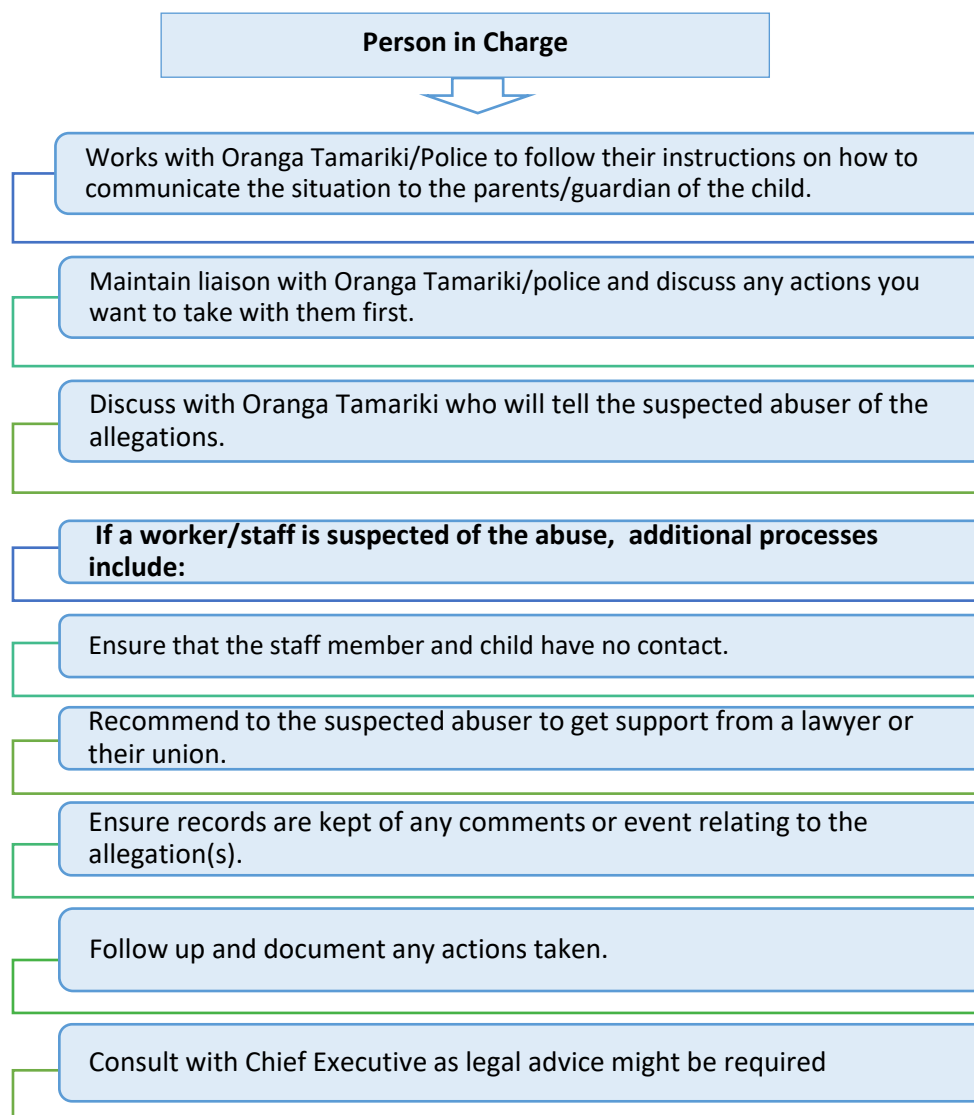 Person in Charge
Works with Oranga Tamariki/Police to follow their instructions on how to
communicate the situation to the parents/guardian of the child.
Maintain liaison with Oranga Tamariki/police and discuss any actions you
want to take with them first.
Discuss with Oranga Tamariki who will tell the suspected abuser of the
allegations.
If a worker/staff is suspected of the abuse,  additional processes
include:
Ensure that the staff member and child have no contact.
Recommend to the suspected abuser to get support from a lawyer or
their union.
Ensure records are kept of any comments or event relating to the
allegation(s).
Follow up and document any actions taken.
Consult with Chief Executive as legal advice might be required